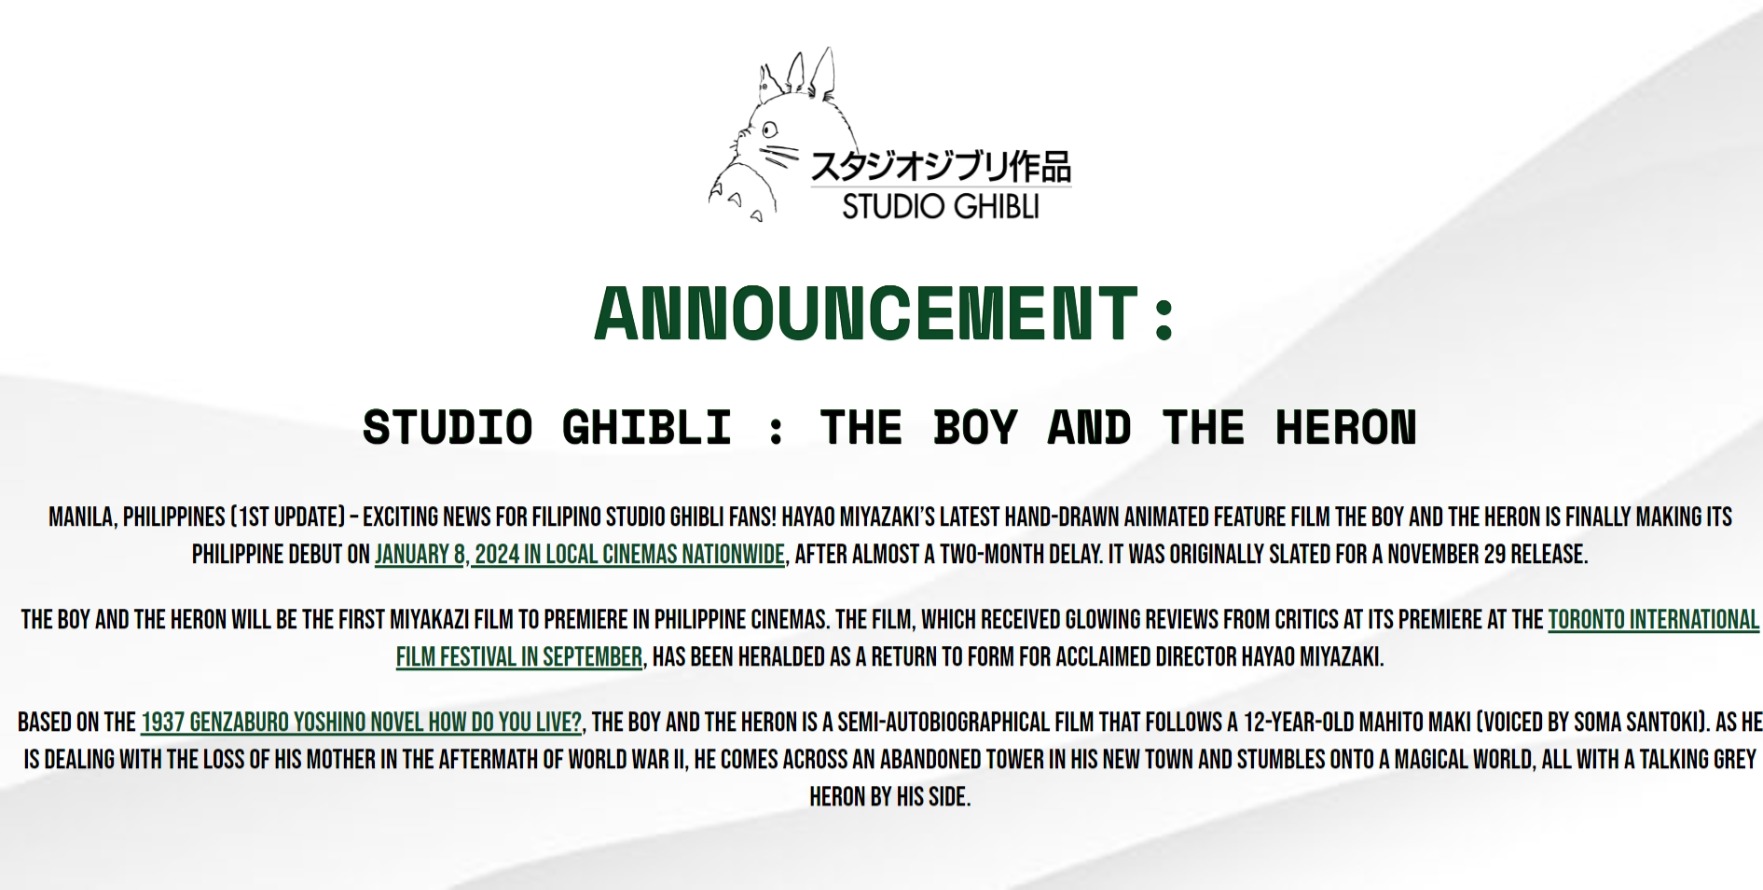 スタジオジブリ作品
STUDIO GHIBLI
ANNOUNCEMENT:
STUDIO GHIBLI : THE BOY AND THE HERON
MANILA, PHILIPPINES (1ST UPDATE) – EXCITING NEWS FOR FILIPINO STUDIO GHIBLI FANS! HAYAO MIYAZAKI’S LATEST HAND-DRAWN ANIMATED FEATURE FILM THE BOY AND THE HERON IS FINALLY MAKING ITS
PHILIPPINE DEBUT ON JANUARY 8, 2024 IN LOCAL CINEMAS NATIONWIDE, AFTER ALMOST A TWO-MONTH DELAY. IT WAS ORIGINALLY SLATED FOR A NOVEMBER 29 RELEASE.
THE BOY AND THE HERON WILL BE THE FIRST MIYAKAZI FILM TO PREMIERE IN PHILIPPINE CINEMAS. THE FILM, WHICH RECEIVED GLOWING REVIEWS FROM CRITICS AT ITS PREMIERE AT THE TORONTO INTERNATIONAL
FILM FESTIVAL IN SEPTEMBER, HAS BEEN HERALDED AS A RETURN TO FORM FOR ACCLAIMED DIRECTOR HAYAO MIYAZAKI.
BASED ON THE 1937 GENZABURO YOSHINO NOVEL HOW DO YOU LIVE?, THE BOY AND THE HERON IS A SEMI-AUTOBIOGRAPHICAL FILM THAT FOLLOWS A 12-YEAR-OLD MAHITO MAKI (VOICED BY SOMA SANTOKI). AS HE
IS DEALING WITH THE LOSS OF HIS MOTHER IN THE AFTERMATH OF WORLD WAR II, HE COMES ACROSS AN ABANDONED TOWER IN HIS NEW TOWN AND STUMBLES ONTO A MAGICAL WORLD, ALL WITH A TALKING GREY
HERON BY HIS SIDE.